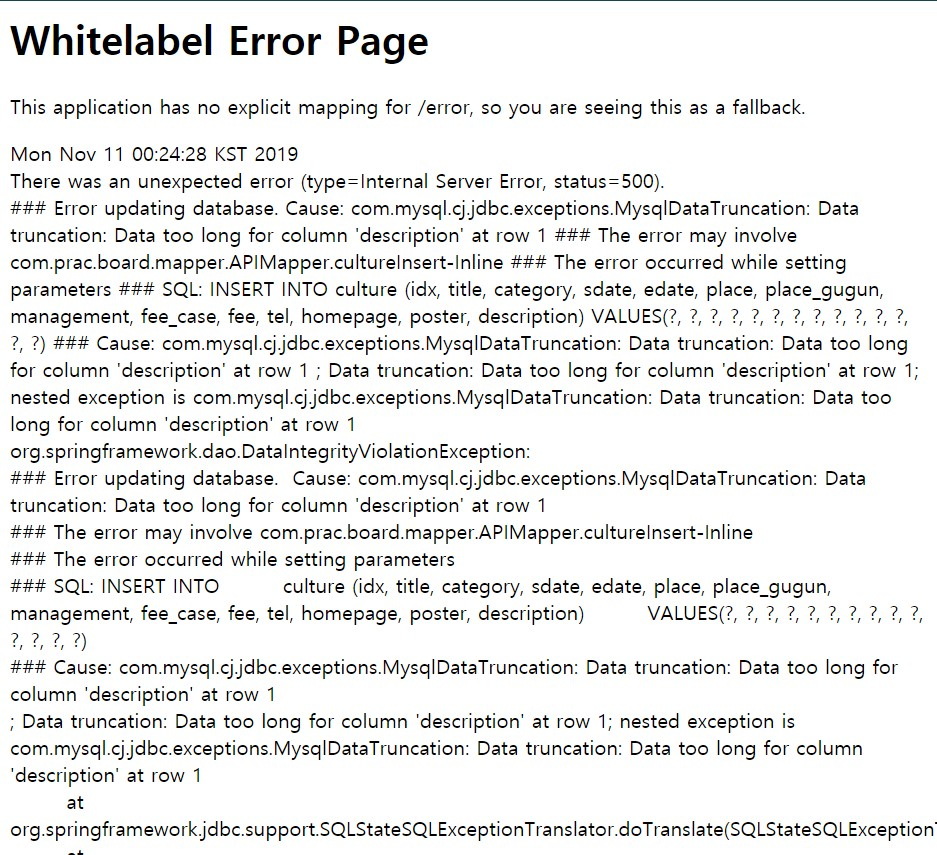 Whitelabel Error Page
This application has no explicit mapping for /error, so you are seeing this as a fallback.
Mon Nov 11 00:24:28 KST 2019
There was an unexpected error (type=Internal Server Error, status=500).
### Error updating database. Cause: com.mysql.cj.jdbc.exceptions.MysqlDataTruncation: Data
truncation: Data too long for column 'description' at row 1 ### The error may involve
com.prac.board.mapper.APIMapper.cultureInsert-Inline ### The error occurred while setting
parameters ### SQL: INSERT INTO culture (idx, title, category, sdate, edate, place, place_gugun,
management, fee_case, fee, tel, homepage, poster, description) VALUES(?, ?, ?, ?, ?, ?, ?, ?, ?, ?, ?, ?,
?, ?) ### Cause: com.mysql.cj.jdbc.exceptions.MysqlDataTruncation: Data truncation: Data too long
for column 'description' at row 1 ; Data truncation: Data too long for column 'description' at row 1;
nested exception is com.mysql.cj.jdbc.exceptions.MysqlDataTruncation: Data truncation: Data too
long for column 'description' at row 1
org.springframework.dao.DataIntegrityViolationException:
### Error updating database.  Cause: com.mysql.cj.jdbc.exceptions.MysqlDataTruncation: Data
truncation: Data too long for column 'description' at row 1
### The error may involve com.prac.board.mapper.APIMapper.cultureInsert-Inline
### The error occurred while setting parameters
### SQL: INSERT INTO culture (idx, title, category, sdate, edate, place, place_gugun,
management, fee_case, fee, tel, homepage, poster, description) VALUES(?, ?, ?, ?, ?, ?, ?, ?, ?, ?,
?, ?, ?, ?)
### Cause: com.mysql.cj.jdbc.exceptions.MysqlDataTruncation: Data truncation: Data too long for
column 'description' at row 1
; Data truncation: Data too long for column 'description' at row 1; nested exception is
com.mysql.cj.jdbc.exceptions.MysqlDataTruncation: Data truncation: Data too long for column
'description' at row 1
at
org.springframework.jdbc.support.SQLStateSQLExceptionTranslator.doTranslate(SQLStateSQLException
at